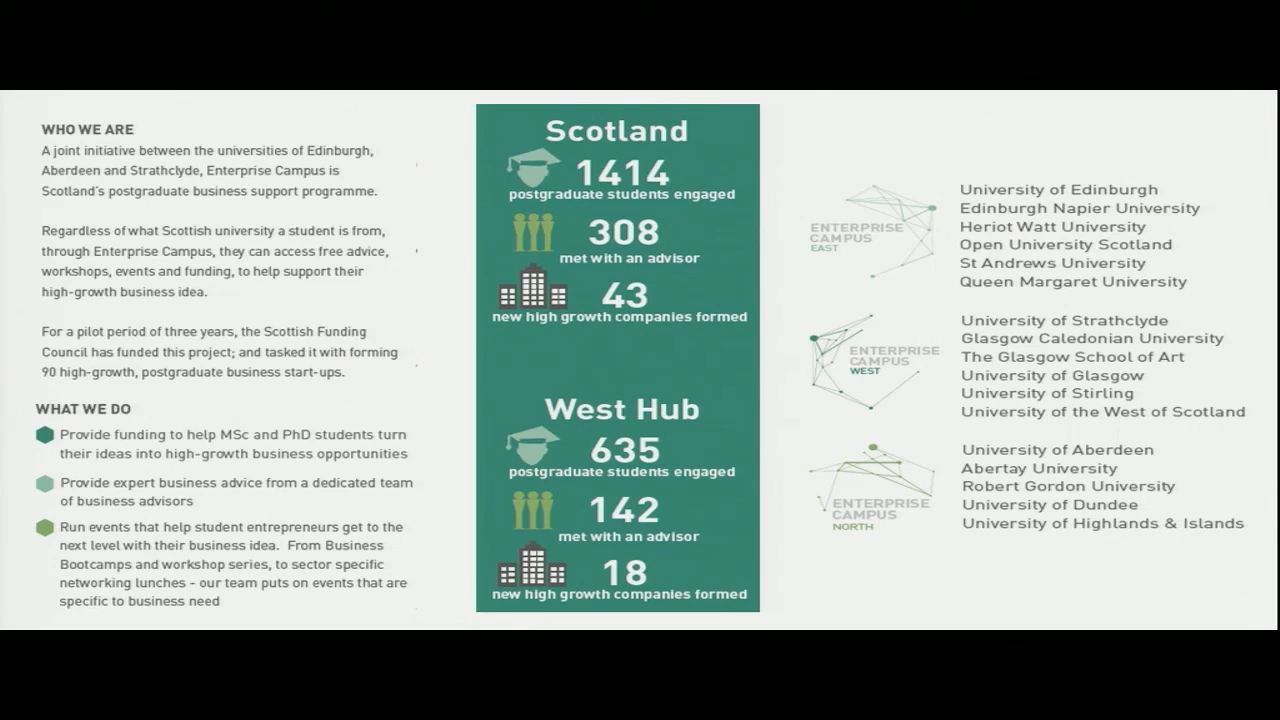 WHO WE ARE
A joint initiative between the universities of Edinburgh,
Aberdeen and Strathclyde, Enterprise Campus is
Scotland's postgraduate business support programme.
Regardless of what Scottish university a student is from,
through Enterprise Campus, they can access free advice,
workshops, events and funding, to help support their
high-growth business idea.
For a pilot period of three years, the Scottish Funding
Council has funded this project; and tasked it with forming
90 high-growth, postgraduate business start-ups.
WHAT WE DO
Provide funding to help MSc and PhD students turn
their ideas into high-growth business opportunities
Provide expert business advice from a dedicated team
of business advisors
Run events that help student entrepreneurs get to the
next level with their business idea. From Business
Bootcamps and workshop series, to sector specific
networking lunches - our team puts on events that are
specific to business need
Scotland
1414
postgraduate students engaged
308
met with an advisor
43
new high growth companies formed
West Hub
635
postgraduate students engaged
142
met with an advisor
18
new high growth companies formed
ENTERPRISE
CAMPUS
EAST
University of Edinburgh
Edinburgh Napier University
Heriot Watt University
Open University Scotland
St Andrews University
Queen Margaret University
ENTERPRISE
CAMPUS
WEST
University of Strathclyde
Glasgow Caledonian University
The Glasgow School of Art
University of Glasgow
University of Stirling
University of the West of Scotland
ENTERPRISE
CAMPUS
NORTH
University of Aberdeen
Abertay University
Robert Gordon University
University of Dundee
University of Highlands & Islands